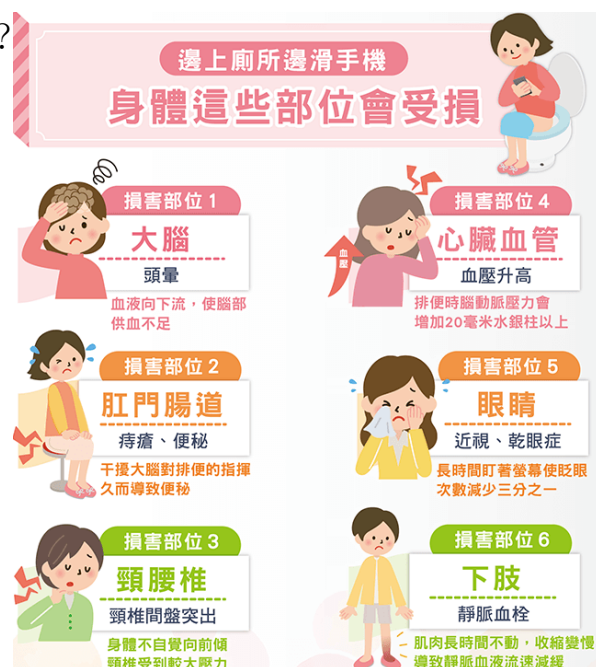 ?
邊上廁所邊滑手機
身體這些部位會受損
損害部位1
大腦
頭暈
血液向下流，使腦部
供血不足
損害部位2
肛門腸道
痔瘡、便秘
干擾大腦對排便的指揮
久而導致便秘
損害部位3
頸腰椎
頸椎間盤突出
身體不自覺向前傾
頸椎受到較大壓力
損害部位4
心臟血管
血壓升高
血壓
排便時腦動脈壓力會
增加20毫米水銀柱以上
損害部位5
眼睛
近視、乾眼症
長時間盯著螢幕使眨眼
次數減少三分之一
損害部位6
下肢
靜脈血栓
肌肉長時間不動，收縮變慢
導致靜脈血液流速減緩